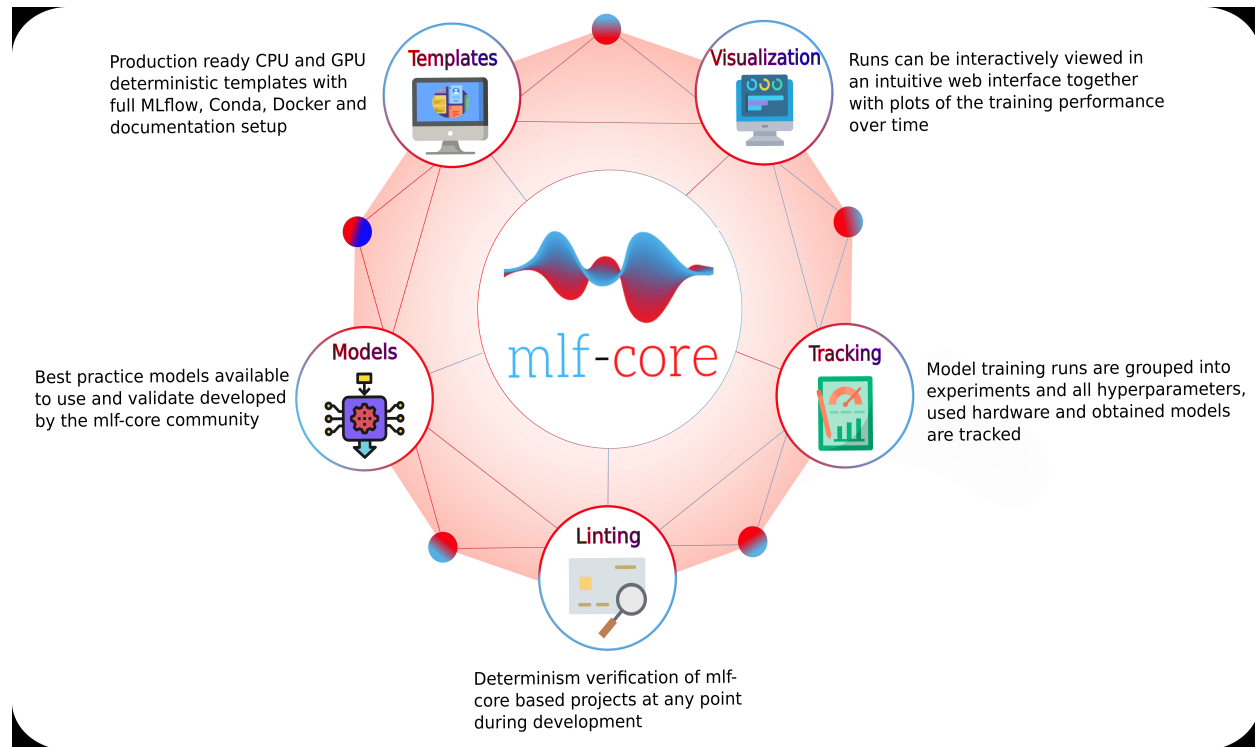 Templates
Production ready CPU and GPU
deterministic templates with
full MLflow, Conda, Docker and
documentation setup
Visualization
Runs can be interactively viewed in
an intuitive web interface together
with plots of the training performance
over time
mlf-core
Models
Best practice models available
to use and validate developed
by the mlf-core community
Tracking
Model training runs are grouped into
experiments and all hyperparameters,
used hardware and obtained models
are tracked
Linting
Determinism verification of mlf-
core based projects at any point
during development